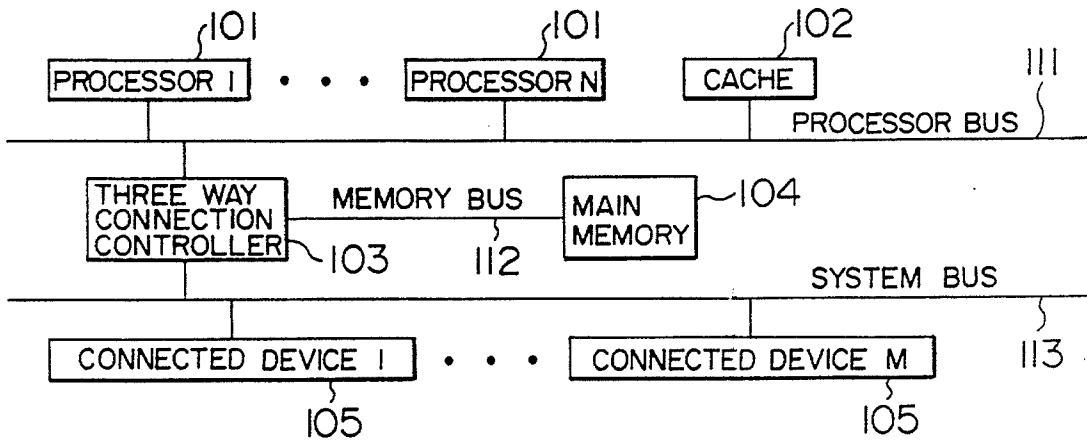 101 101 102
PROCESSOR 1 • • • PROCESSOR N CACHE
111
PROCESSOR BUS
THREE WAY
CONNECTION
CONTROLLER
103
MEMORY BUS
112
MAIN
MEMORY
104
SYSTEM BUS
113
CONNECTED DEVICE 1 • • • CONNECTED DEVICE M
105 105